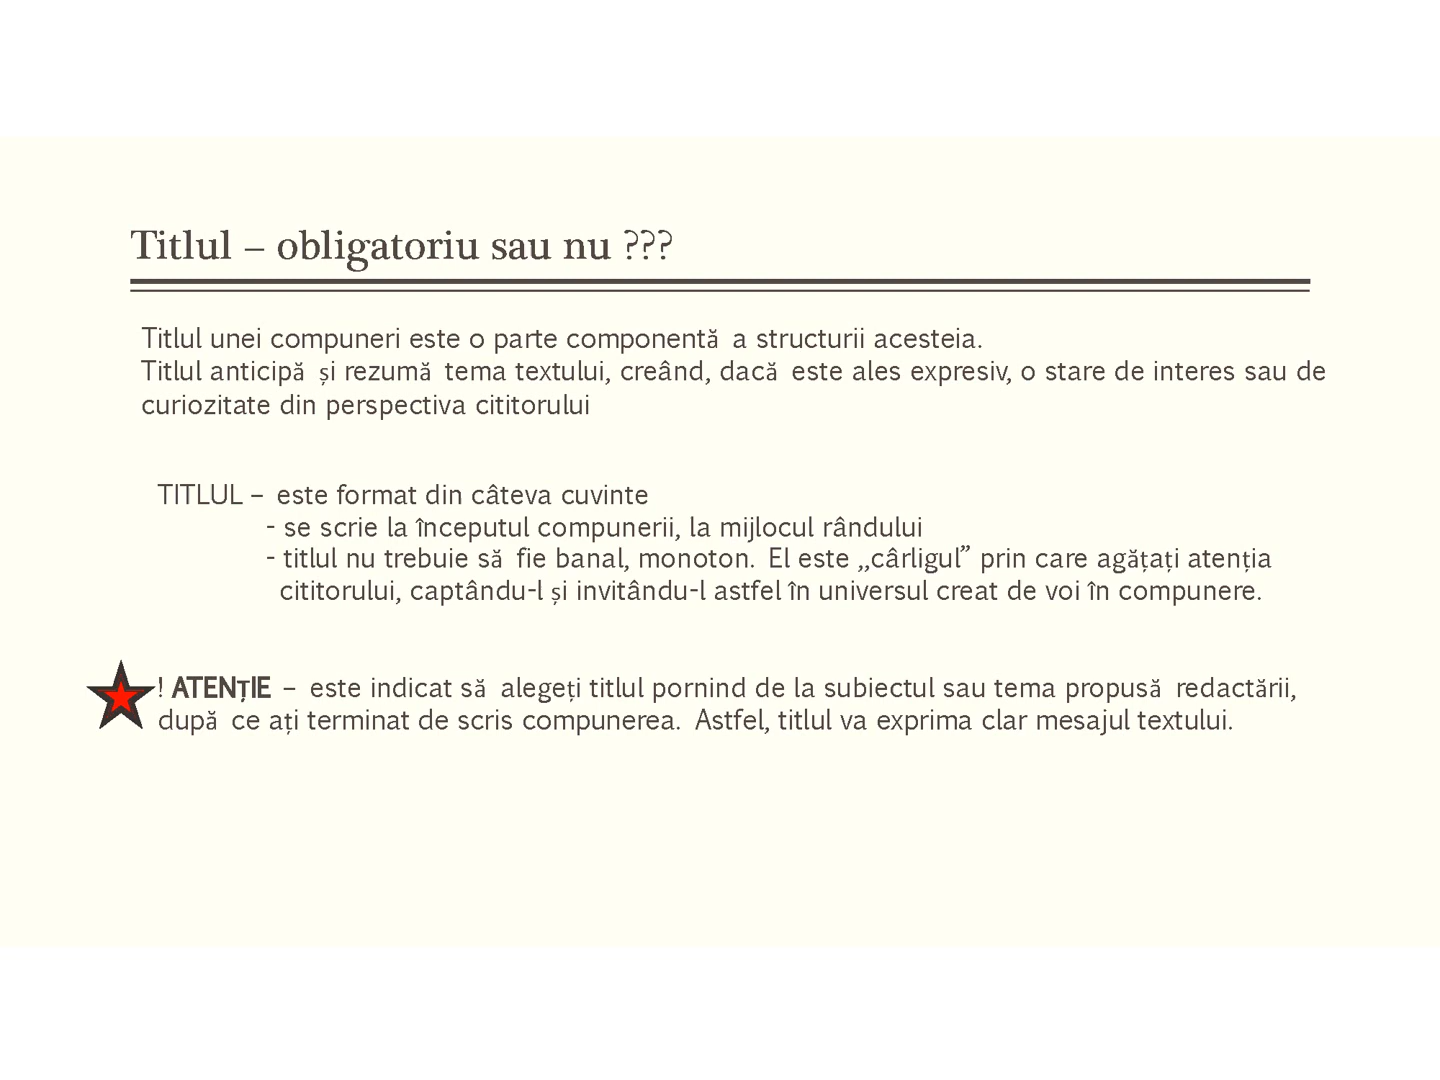 Titlul – obligatoriu sau nu ???
Titlul unei compuneri este o parte componentă a structurii acesteia.
Titlul anticipă și rezumă tema textului, creând, dacă este ales expresiv, o stare de interes sau de
curiozitate din perspectiva cititorului
TITLUL – este format din câteva cuvinte
- se scrie la începutul compunerii, la mijlocul rândului
- titlul nu trebuie să fie banal, monoton. El este „cârligul” prin care agățați atenția
cititorului, captându-l și invitându-l astfel în universul creat de voi în compunere.
! ATENȚIE – este indicat să alegeți titlul pornind de la subiectul sau tema propusă redactării,
după ce ați terminat de scris compunerea. Astfel, titlul va exprima clar mesajul textului.